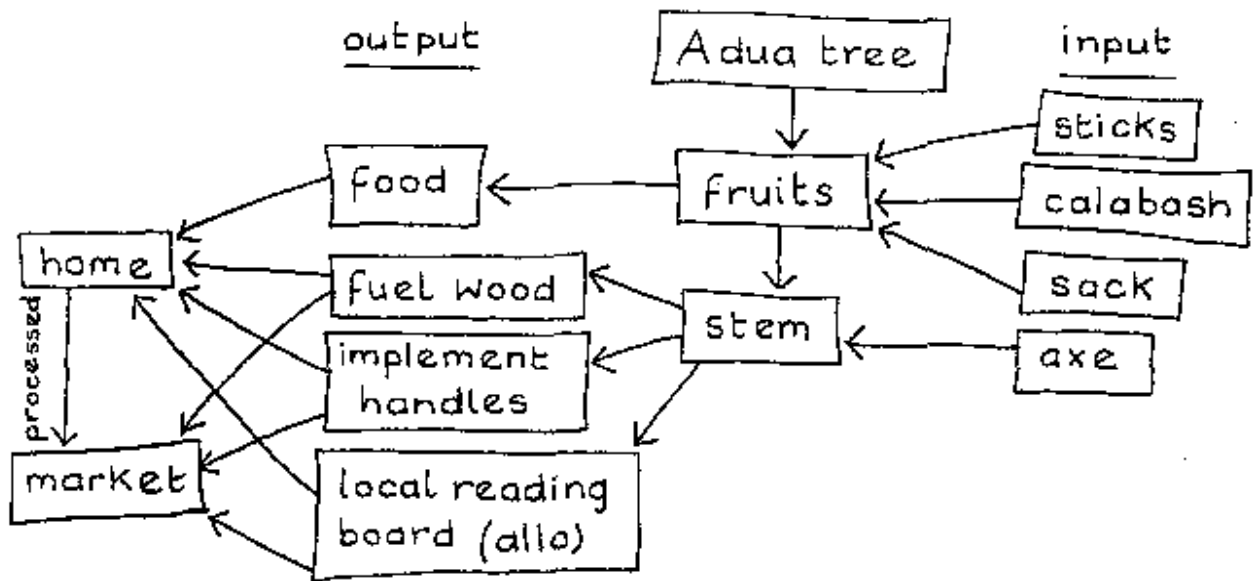 output
Adua tree
input
sticks
food
fruits
calabash
home
fuel wood
sack
stem
processed
implement
handles
axe
market
local reading
board (allo)